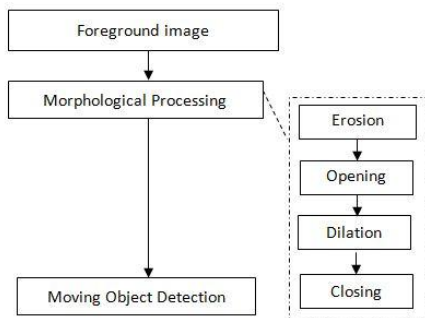 Foreground image
Morphological Processing
Erosion
Opening
Dilation
Closing
Moving Object Detection